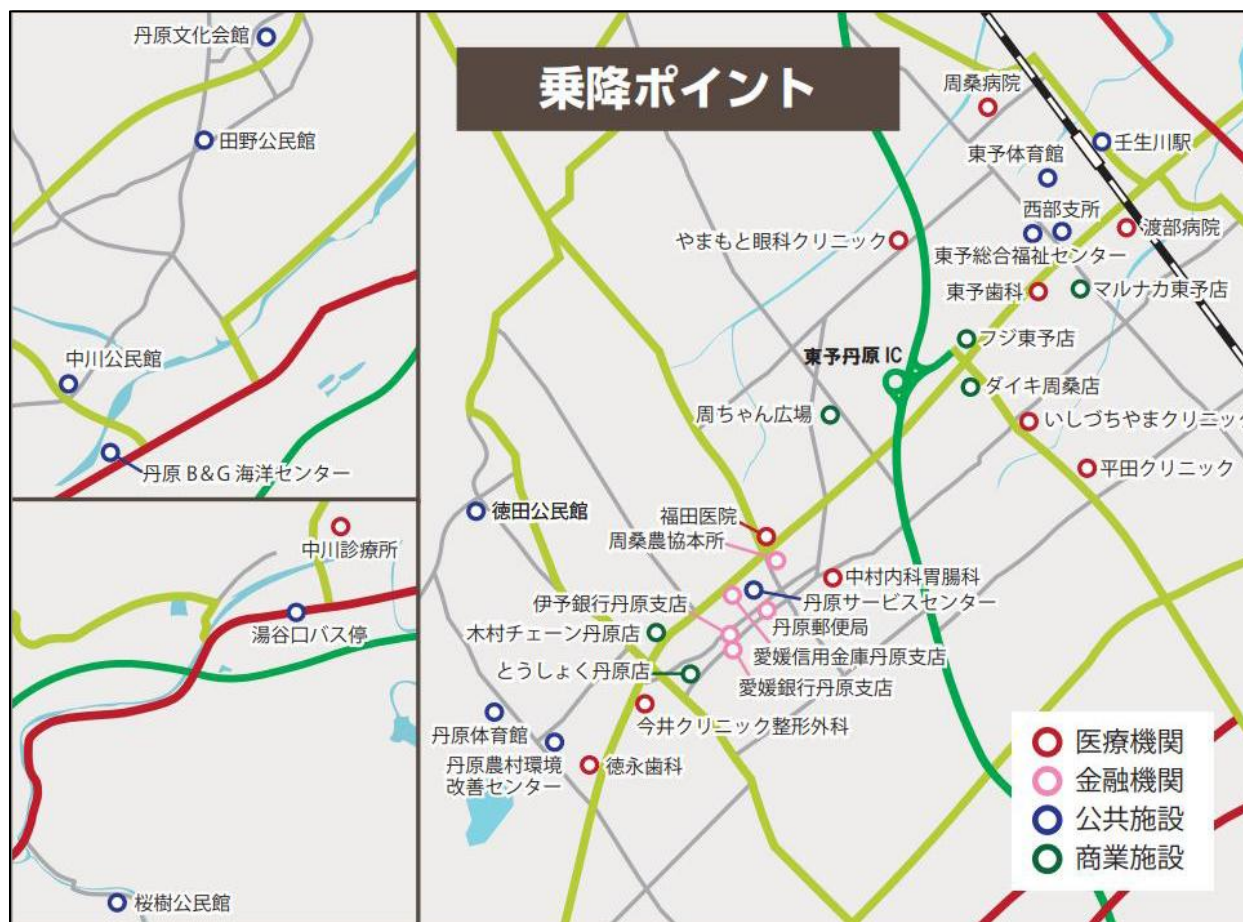 乗降ポイント
丹原文化会館
田野公民館
中川公民館
丹原 B&G 海洋センター
中川診療所
湯谷口バス停
桜樹公民館
周桑病院
壬生川駅
東予体育館
西部支所
渡部病院
やまもと眼科クリニック
東予総合福祉センター
東予歯科
マルナカ東予店
フジ東予店
東予丹原 IC
ダイキ周桑店
周ちゃん広場
いしづちやまクリニック
平田クリニック
徳田公民館
福田医院
周桑農協本所
中村内科胃腸科
伊予銀行丹原支店
丹原サービスセンター
木村チェーン丹原店
丹原郵便局
愛媛信用金庫丹原支店
とうしょく丹原店
愛媛銀行丹原支店
今井クリニック整形外科
丹原体育館
丹原農村環境
改善センター
徳永歯科
医療機関
金融機関
公共施設
商業施設